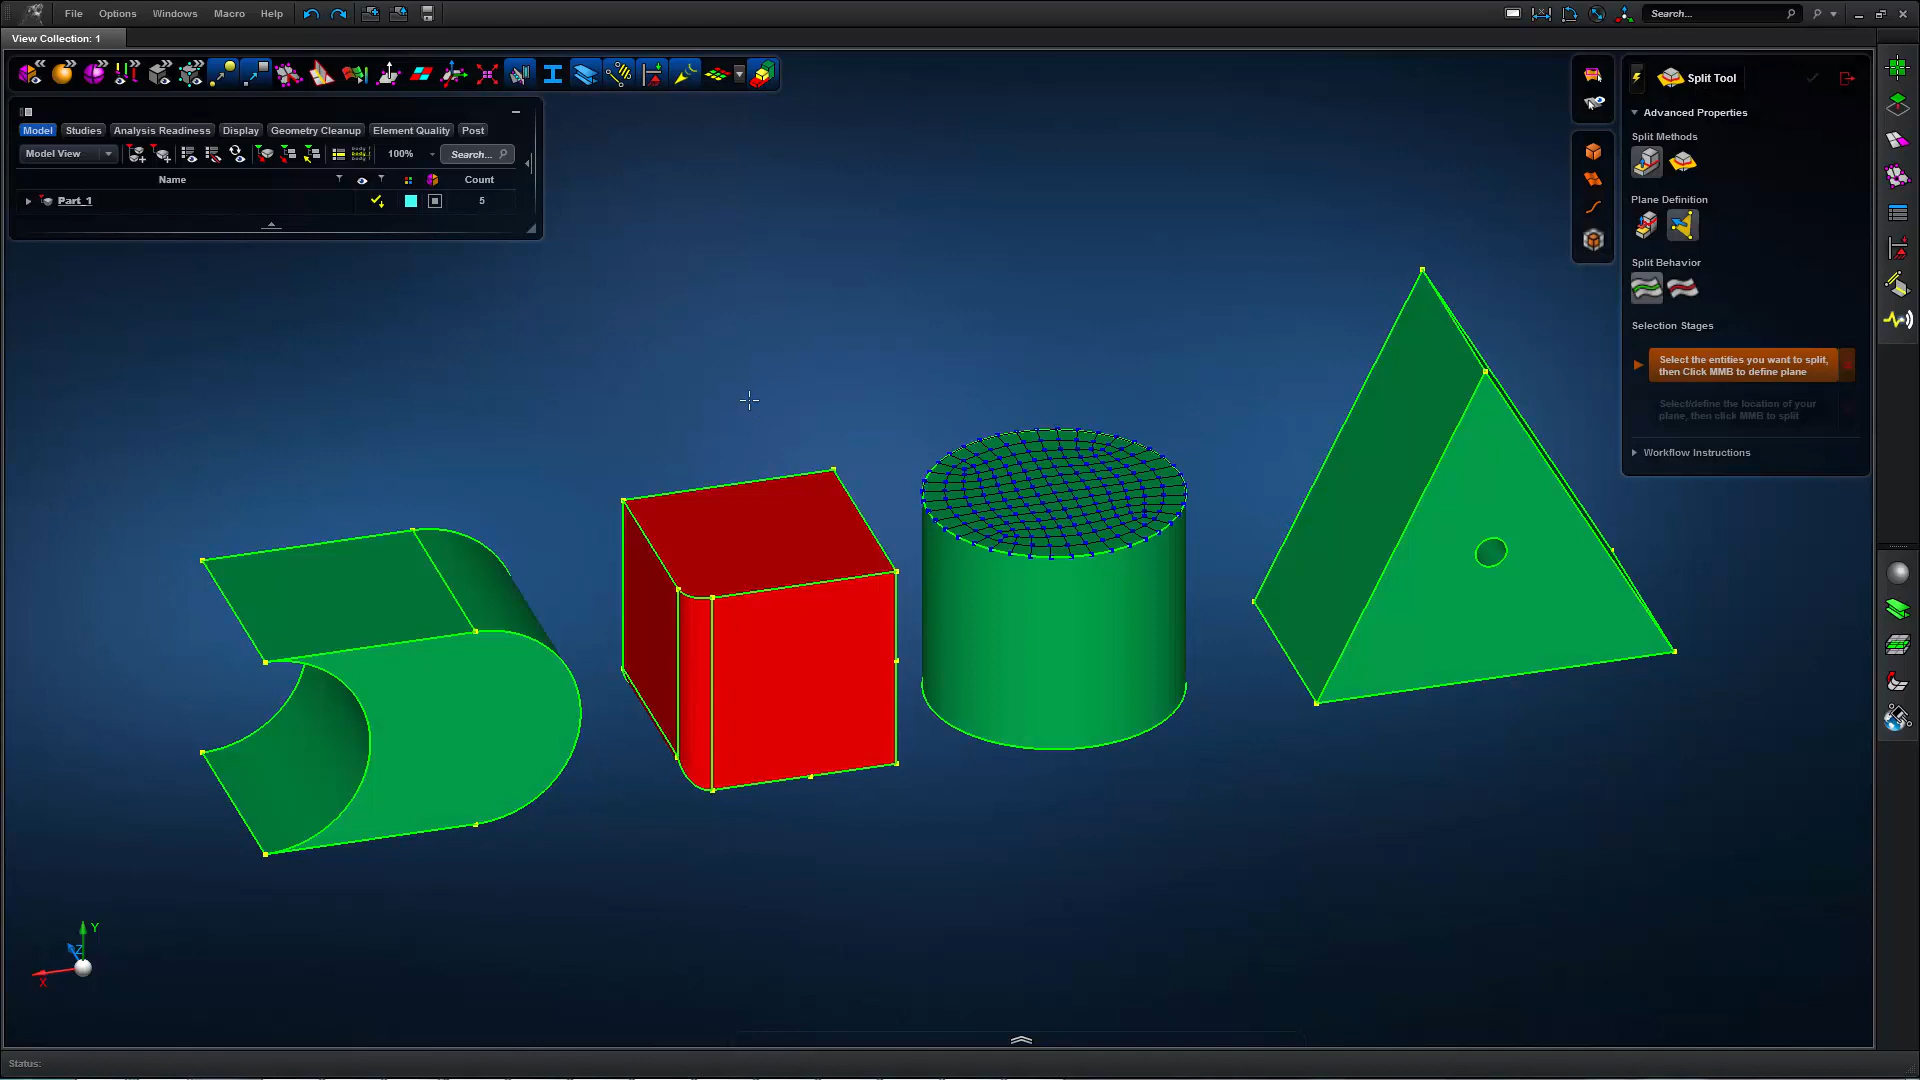 File Options Windows Macro Help Search...
View Collection: 1
Split Tool
Advanced Properties
Split Methods
Plane Definition
Split Behavior
Selection Stages
Select the entities you want to split,
then Click MMB to define plane
Select/define the location of your
plane, then click MMB to split
Workflow Instructions
Model Studies Analysis Readiness Display Geometry Cleanup Element Quality Post
Model View 100% Search...
Name Count
Part_1 5
Y
Z
X
Status: